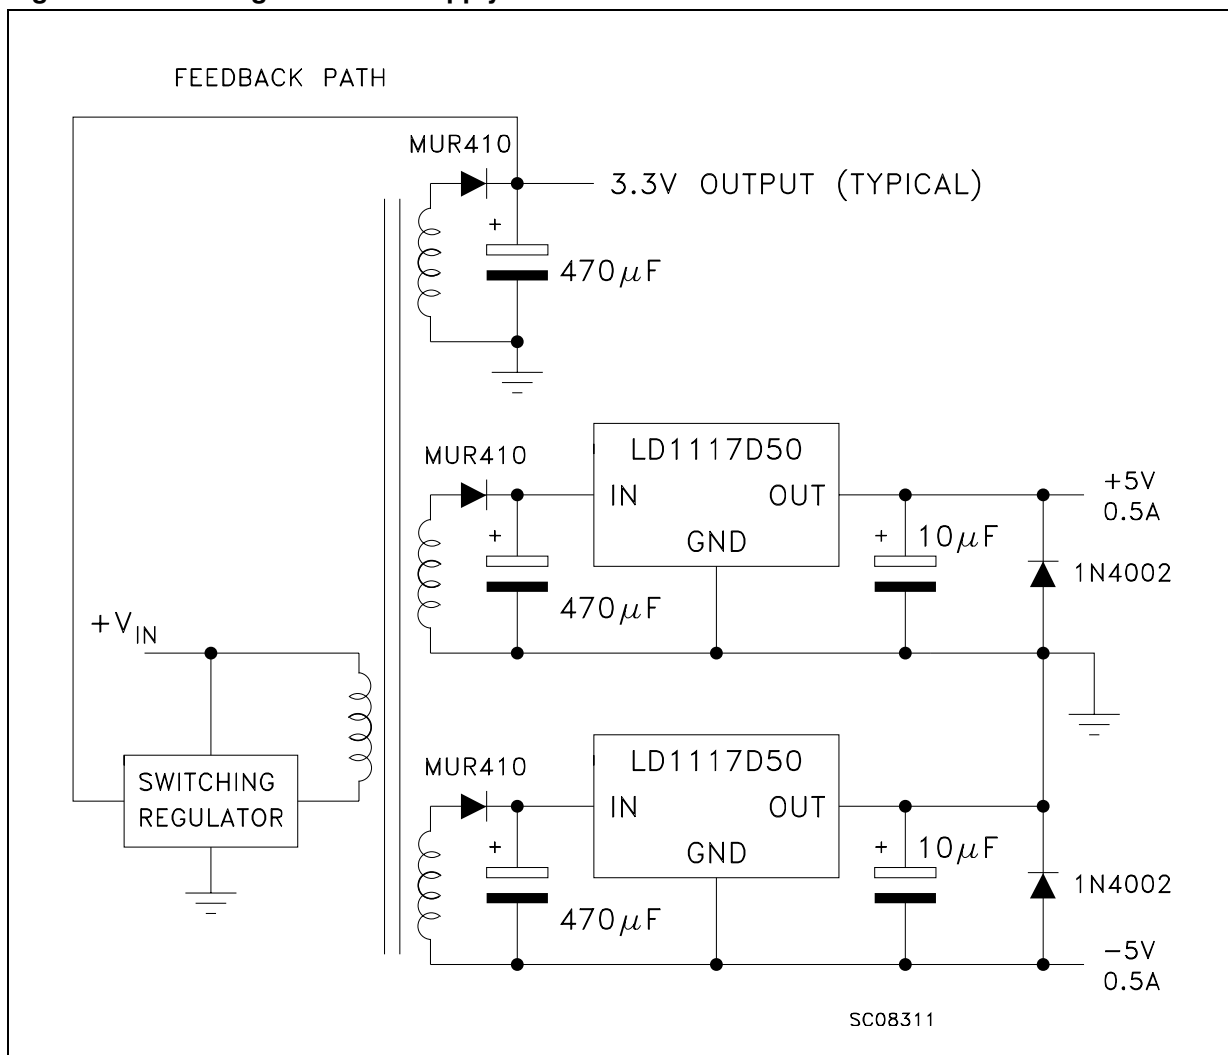 FEEDBACK PATH
MUR410
3.3V OUTPUT (TYPICAL)
+
470μF
MUR410
LD1117D50
IN
OUT
GND
+
470μF
+
10μF
+5V
0.5A
1N4002
+VIN
SWITCHING
REGULATOR
MUR410
LD1117D50
IN
OUT
GND
+
470μF
+
10μF
1N4002
−5V
0.5A
SC08311